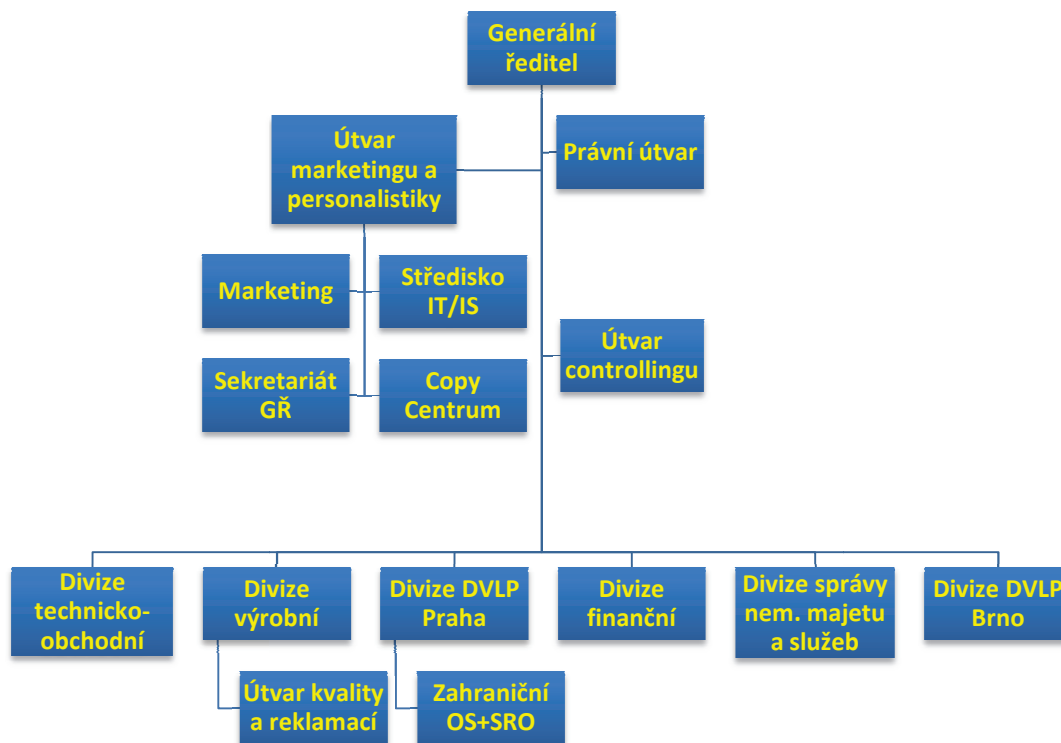 Generální
ředitel
Útvar
marketingu a
personalistiky
Právní útvar
Marketing
Středisko
IT/IS
Sekretariát
GŘ
Copy
Centrum
Útvar
controllingu
Divize
technicko-
obchodní
Divize
výrobní
Divize DVLP
Praha
Divize
finanční
Divize správy
nem. majetu
a služeb
Divize DVLP
Brno
Útvar kvality
a reklamací
Zahraniční
OS+SRO